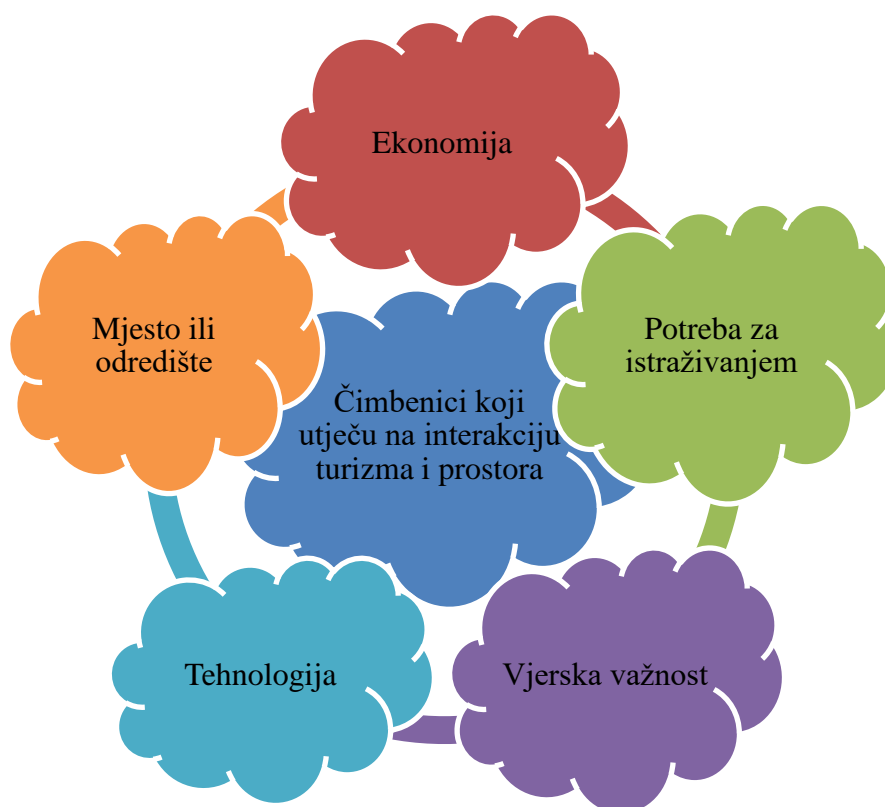 Ekonomija
Mjesto ili
odredište
Potreba za
istraživanjem
Čimbenici koji
utječu na interakciju
turizma i prostora
Tehnologija
Vjerska važnost